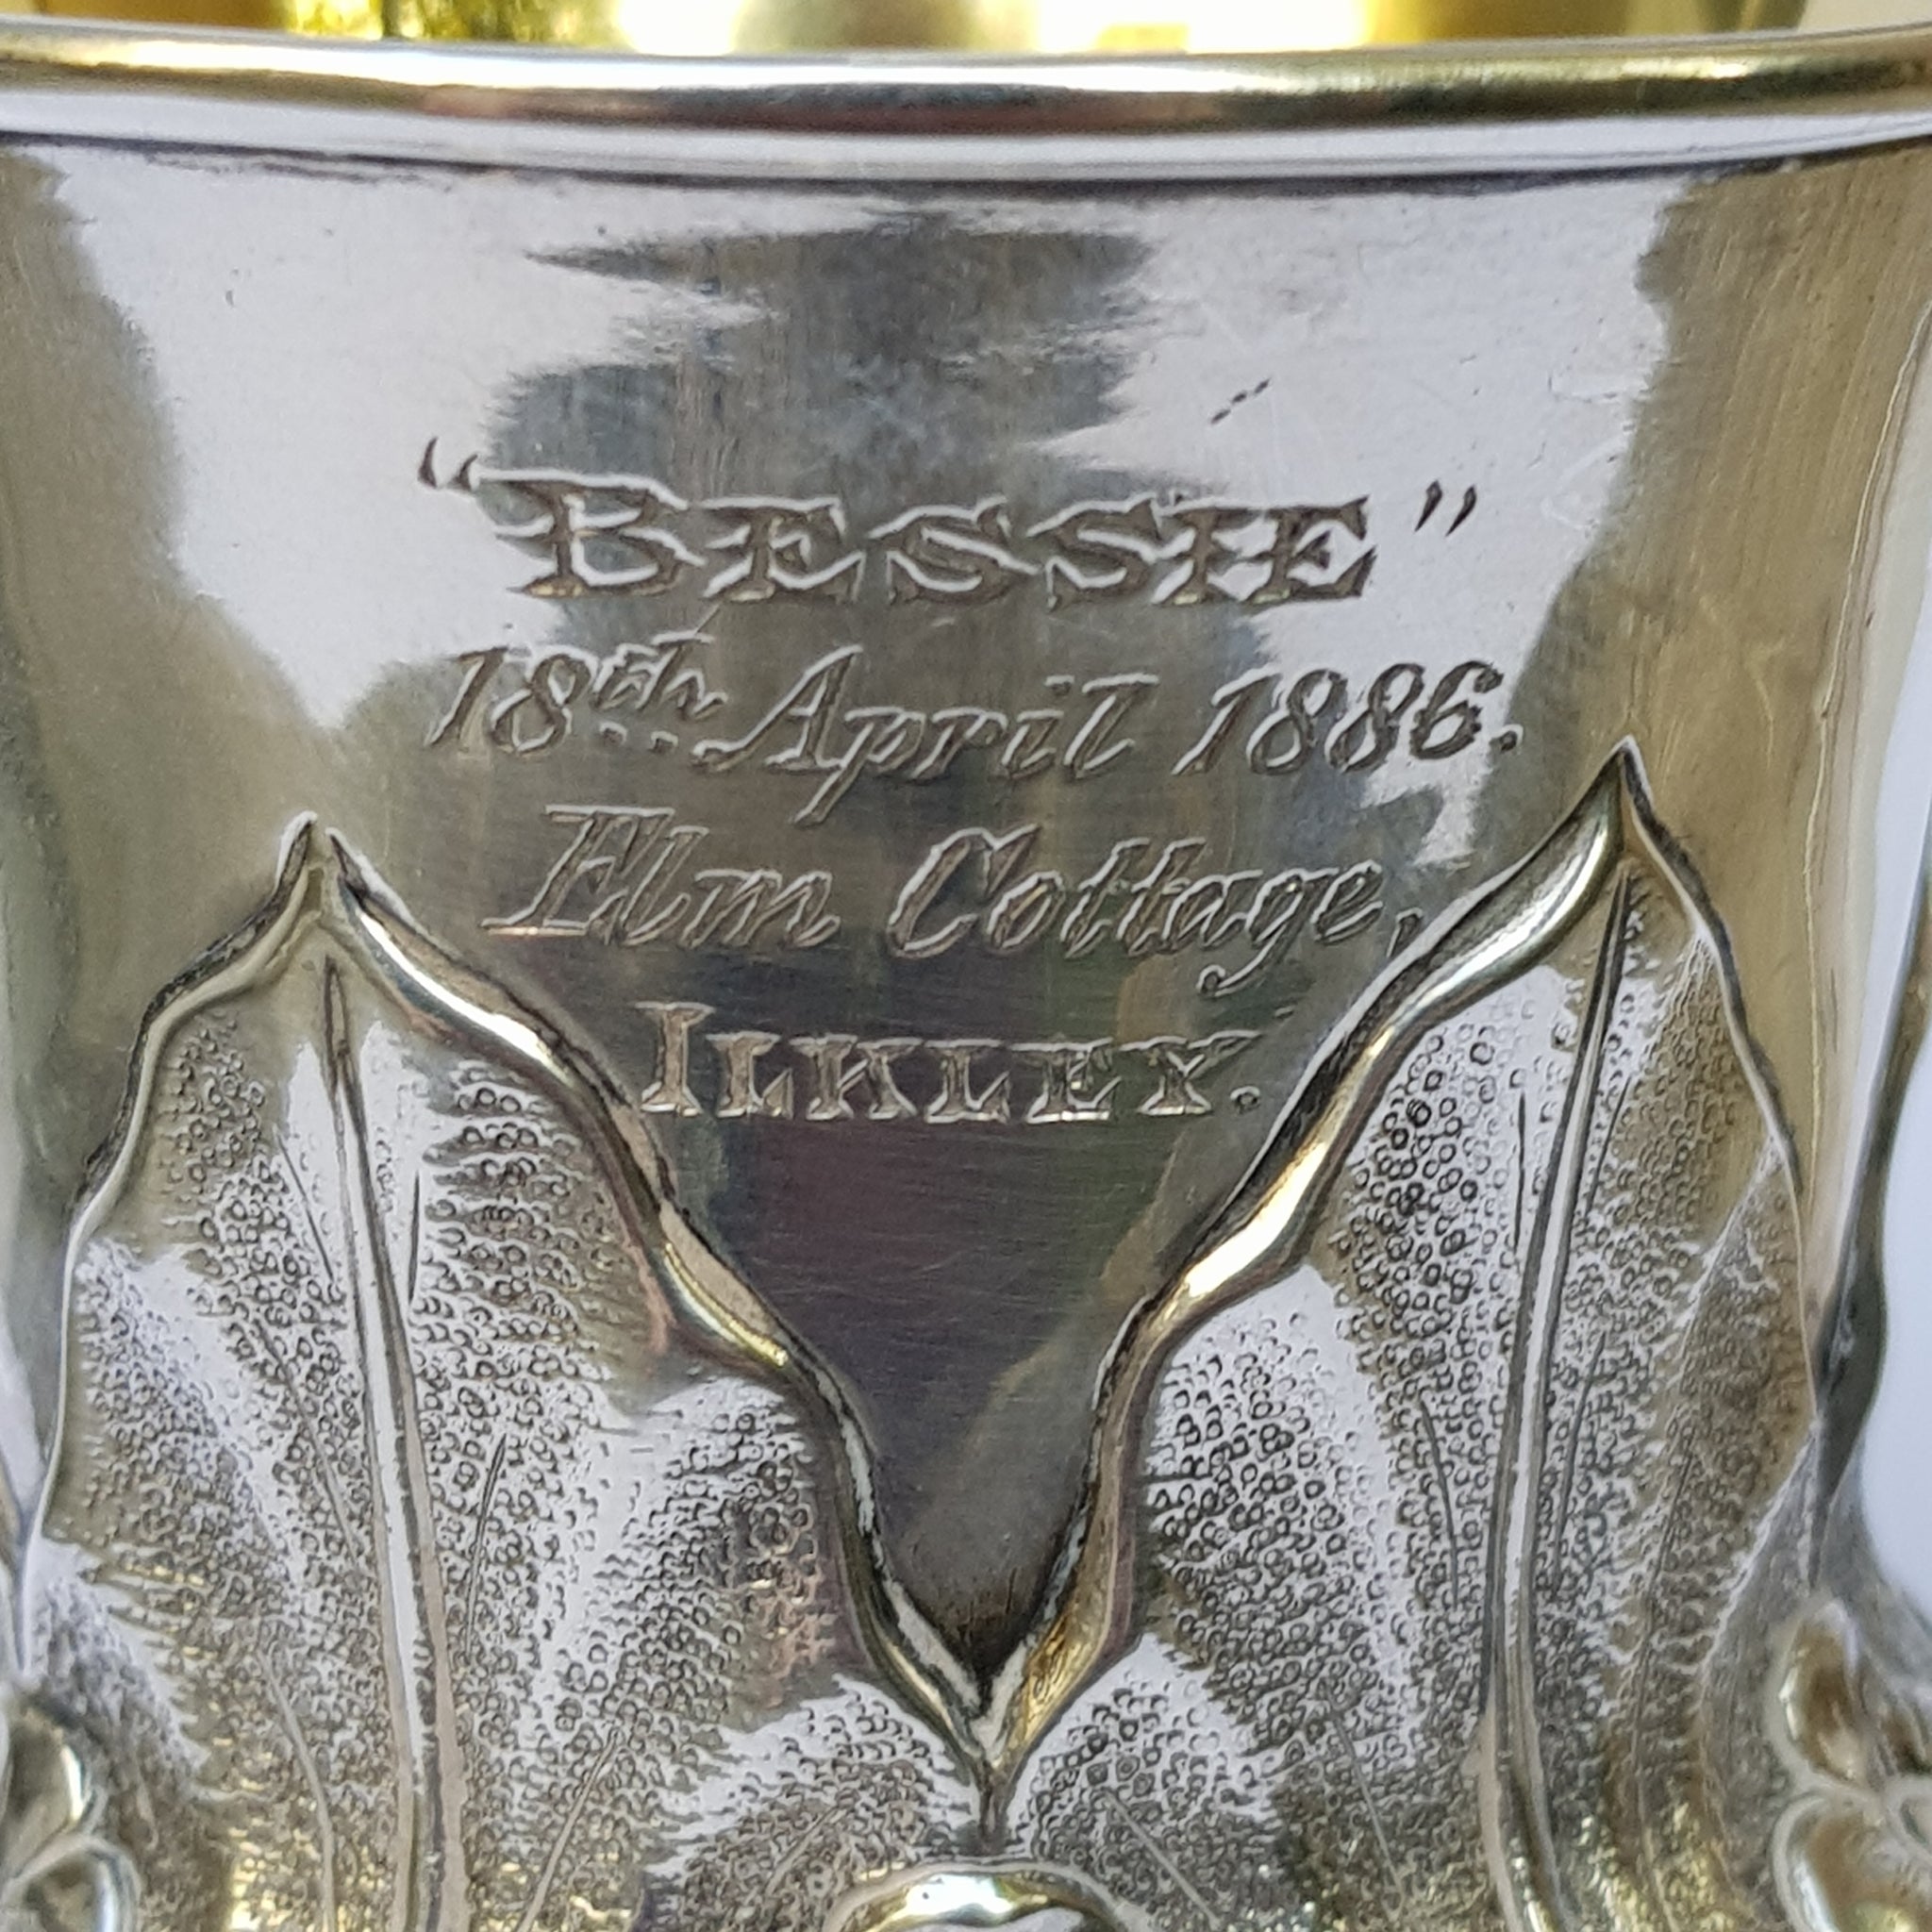 “BESSIE”
18th April 1886.
Elm Cottage,
ILKLEY.